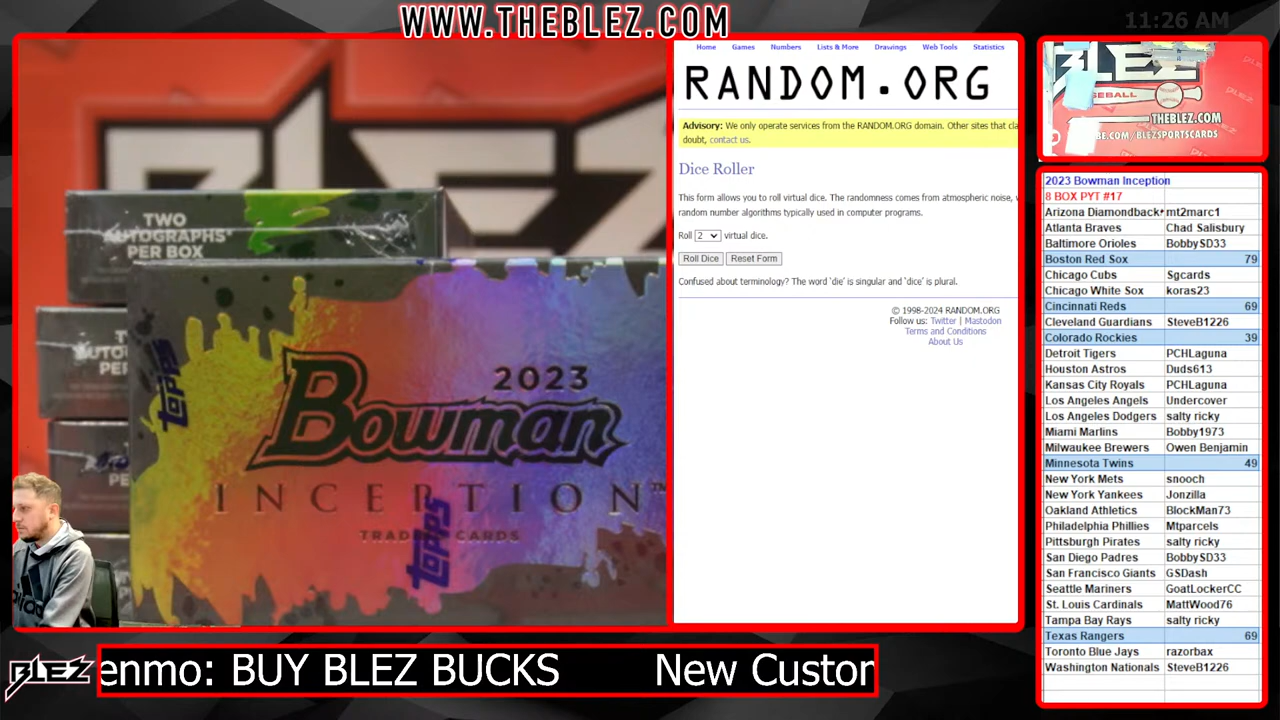 WWW.THEBLEZ.COM
11:26 AM
TWO
AUTOGRAPHS*
PER BOX
topps
2023
Bowman
INCEPTION™
TRADING CARDS
topps
Home Games Numbers Lists & More Drawings Web Tools Statistics
RANDOM.ORG
Advisory: We only operate services from the RANDOM.ORG domain. Other sites that cla
doubt, contact us.
Dice Roller
This form allows you to roll virtual dice. The randomness comes from atmospheric noise, w
random number algorithms typically used in computer programs.
Roll 2 virtual dice.
Roll Dice Reset Form
Confused about terminology? The word 'die' is singular and 'dice' is plural.
© 1998-2024 RANDOM.ORG
Follow us: Twitter | Mastodon
Terms and Conditions
About Us
BLEZ
BASEBALL
THEBLEZ.COM
BE.COM/BLEZSPORTSCARDS
2023 Bowman Inception
8 BOX PYT #17
Arizona Diamondback* mt2marc1
Atlanta Braves Chad Salisbury
Baltimore Orioles BobbySD33
Boston Red Sox 79
Chicago Cubs Sgcards
Chicago White Sox koras23
Cincinnati Reds 69
Cleveland Guardians SteveB1226
Colorado Rockies 39
Detroit Tigers PCHLaguna
Houston Astros Duds613
Kansas City Royals PCHLaguna
Los Angeles Angels Undercover
Los Angeles Dodgers salty ricky
Miami Marlins Bobby1973
Milwaukee Brewers Owen Benjamin
Minnesota Twins 49
New York Mets snooch
New York Yankees Jonzilla
Oakland Athletics BlockMan73
Philadelphia Phillies Mtparcels
Pittsburgh Pirates salty ricky
San Diego Padres BobbySD33
San Francisco Giants GSDash
Seattle Mariners GoatLockerCC
St. Louis Cardinals MattWood76
Tampa Bay Rays salty ricky
Texas Rangers 69
Toronto Blue Jays razorbax
Washington Nationals SteveB1226
BLEZ
enmo: BUY BLEZ BUCKS New Custor